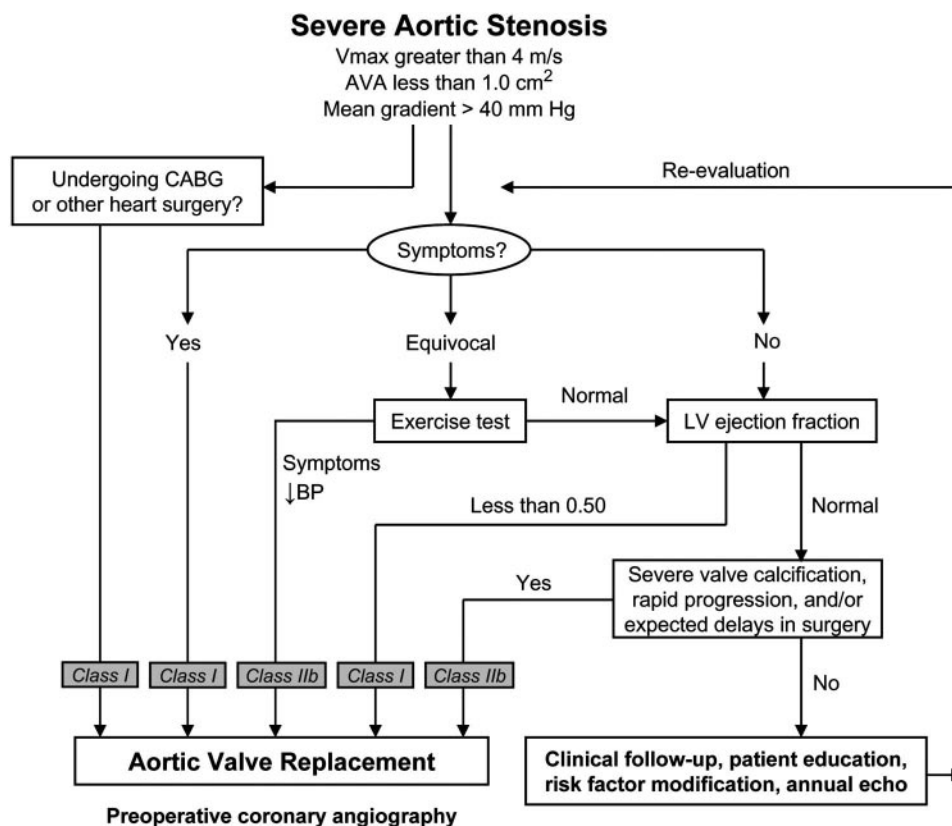 Severe Aortic Stenosis
Vmax greater than 4 m/s
AVA less than 1.0 cm²
Mean gradient > 40 mm Hg
Undergoing CABG
or other heart surgery?
Re-evaluation
Symptoms?
Yes
Equivocal
No
Exercise test
Normal
LV ejection fraction
Symptoms
↓BP
Less than 0.50
Normal
Yes
Severe valve calcification,
rapid progression, and/or
expected delays in surgery
Class I
Class I
Class IIb
Class I
Class IIb
No
Aortic Valve Replacement
Clinical follow-up, patient education,
risk factor modification, annual echo
Preoperative coronary angiography